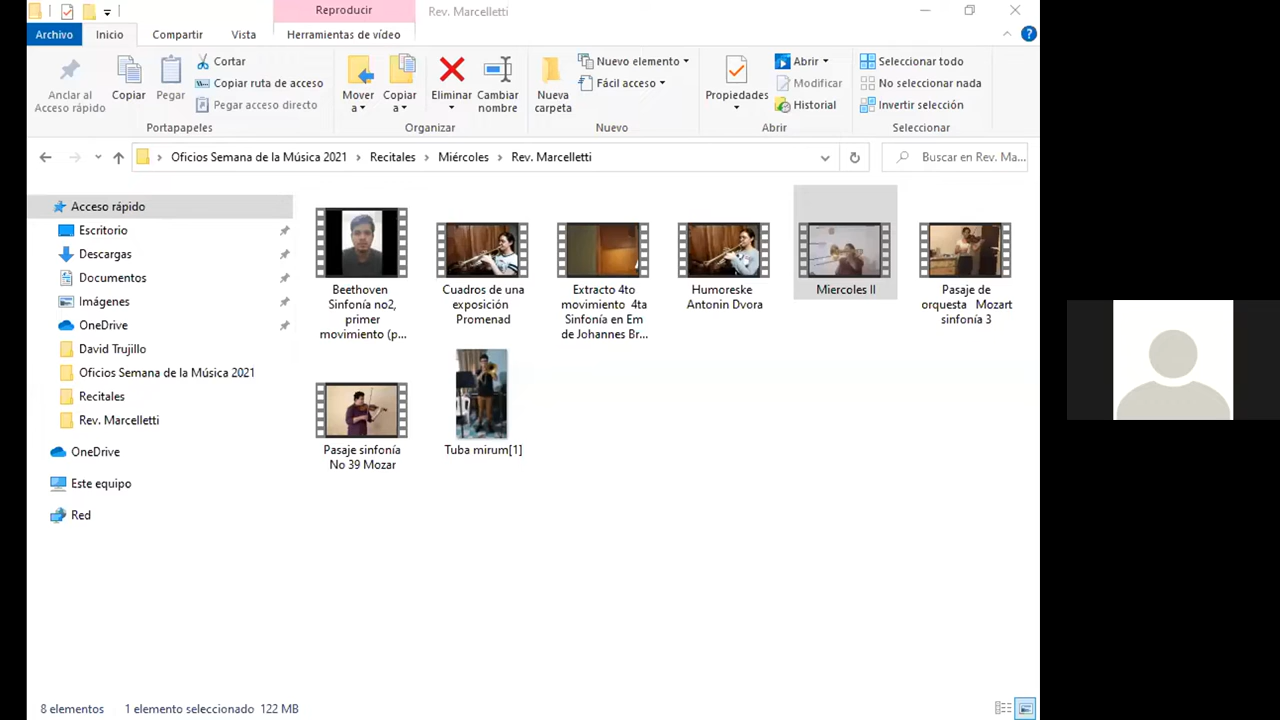 Reproducir
Rev. Marcelletti
Archivo
Inicio
Compartir
Vista
Herramientas de vídeo
?
Anclar al
Acceso rápido
Copiar
Pegar
Cortar
Copiar ruta de acceso
Pegar acceso directo
Portapapeles
Mover
a
Copiar
a
Eliminar
Cambiar
nombre
Organizar
Nueva
carpeta
Nuevo elemento
Fácil acceso
Nuevo
Propiedades
Abrir
Modificar
Historial
Abrir
Seleccionar todo
No seleccionar nada
Invertir selección
Seleccionar
Oficios Semana de la Música 2021 > Recitales > Miércoles > Rev. Marcelletti
Buscar en Rev. Ma...
Acceso rápido
Escritorio
Descargas
Documentos
Imágenes
OneDrive
David Trujillo
Oficios Semana de la Música 2021
Recitales
Rev. Marcelletti
OneDrive
Este equipo
Red
Beethoven
Sinfonía no2,
primer
movimiento (p...
Cuadros de una
exposición
Promenad
Extracto 4to
movimiento 4ta
Sinfonía en Em
de Johannes Br...
Humoreske
Antonin Dvora
Miercoles II
Pasaje de
orquesta Mozart
sinfonía 3
Pasaje sinfonía
No 39 Mozar
Tuba mirum[1]
8 elementos
1 elemento seleccionado 122 MB